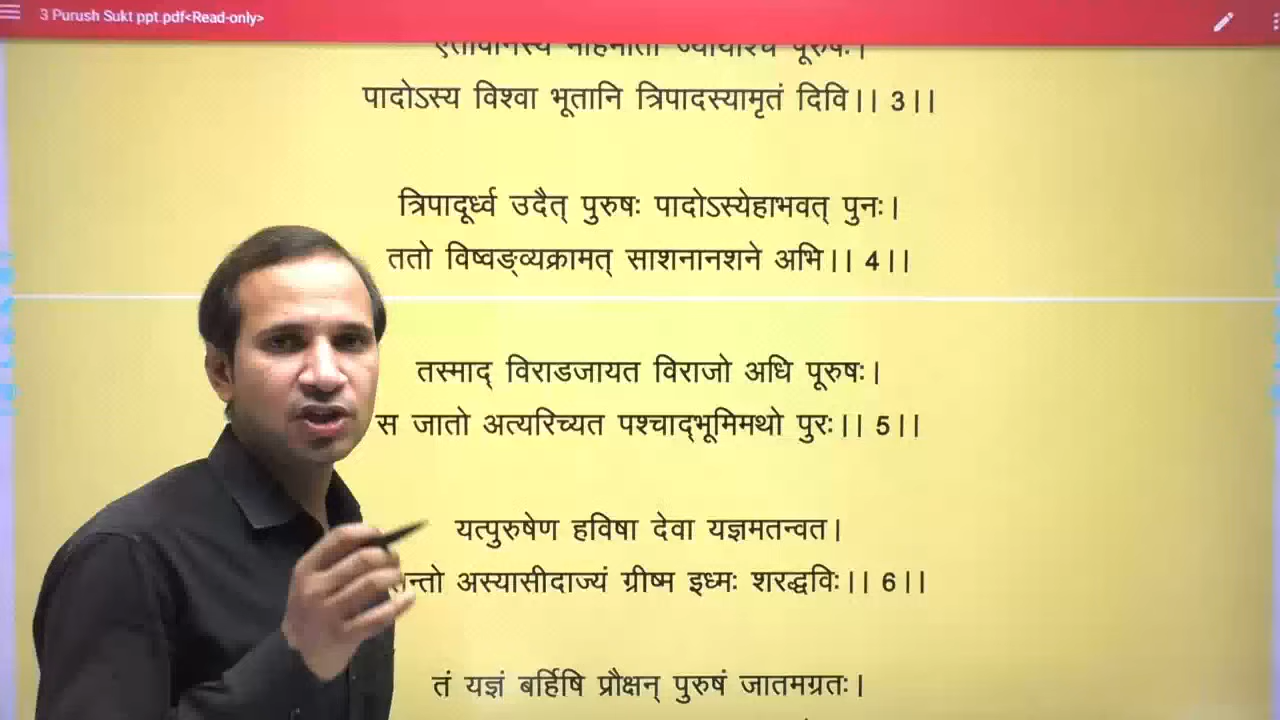 3 Purush Sukt ppt.pdf<Read-only>
पूरुषः।
पादोऽस्य विश्वा भूतानि त्रिपादस्यामृतं दिवि।। 3।।
त्रिपादूर्ध्व उदैत् पुरुषः पादोऽस्येहाभवत् पुनः।
ततो विष्वङ्व्यक्रामत् साशनानशने अभि।। 4।।
तस्माद् विराडजायत विराजो अधि पूरुषः।
स जातो अत्यरिच्यत पश्चाद्भूमिमथो पुरः।। 5।।
यत्पुरुषेण हविषा देवा यज्ञमतन्वत।
अस्यासीदाज्यं ग्रीष्म इध्मः शरद्धविः।। 6।।
तं यज्ञं बर्हिषि प्रौक्षन् पुरुषं जातमग्रतः।